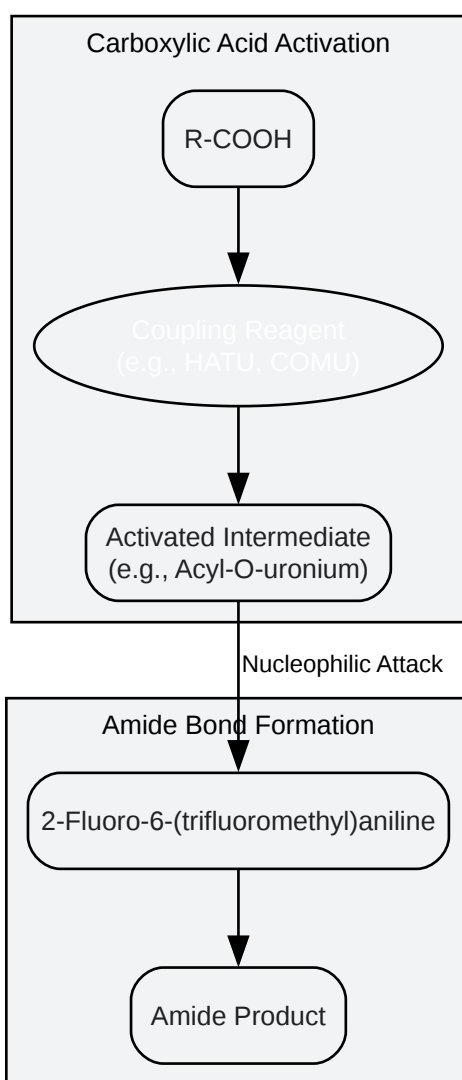 Carboxylic Acid Activation
R-COOH
Coupling Reagent
(e.g., HATU, COMU)
Activated Intermediate
(e.g., Acyl-O-uronium)
Nucleophilic Attack
Amide Bond Formation
2-Fluoro-6-(trifluoromethyl)aniline
Amide Product